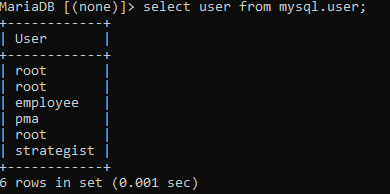 MariaDB [(none)]> select user from mysql.user;
+------------+
| User       |
+------------+
| root       |
| root       |
| employee   |
| pma        |
| root       |
| strategist |
+------------+
6 rows in set (0.001 sec)